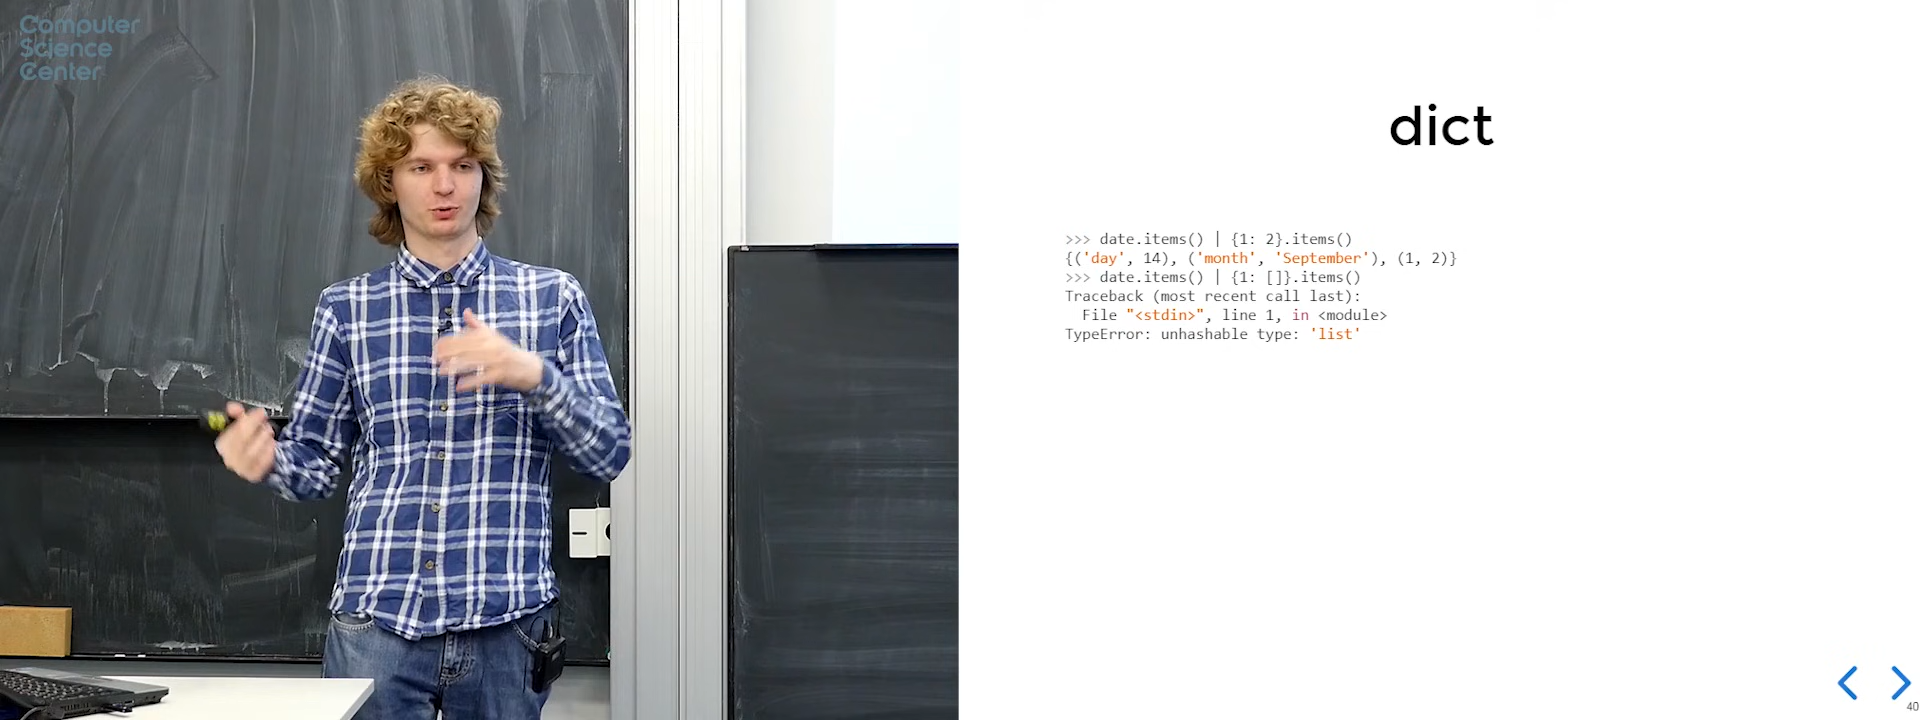 Computer
Science
Center
dict
>>> date.items() | {1: 2}.items()
{('day', 14), ('month', 'September'), (1, 2)}
>>> date.items() | {1: []}.items()
Traceback (most recent call last):
  File "<stdin>", line 1, in <module>
TypeError: unhashable type: 'list'
40